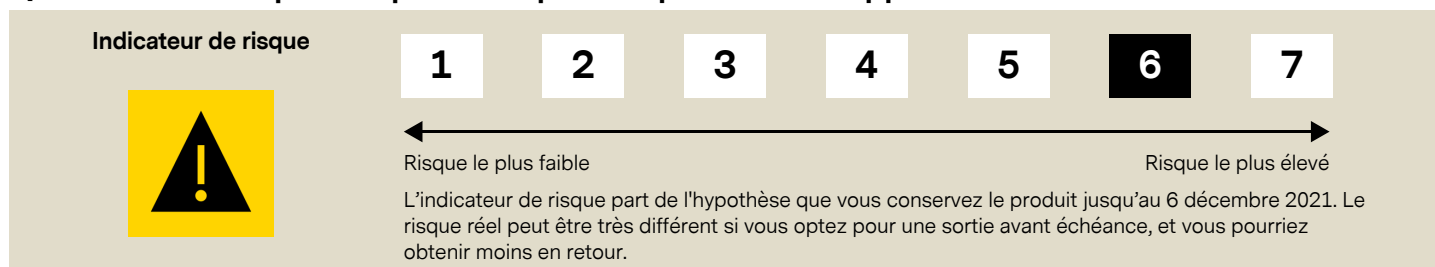 Indicateur de risque
1 2 3 4 5 6 7
Risque le plus faible Risque le plus élevé
L'indicateur de risque part de l'hypothèse que vous conservez le produit jusqu'au 6 décembre 2021. Le
risque réel peut être très différent si vous optez pour une sortie avant échéance, et vous pourriez
obtenir moins en retour.